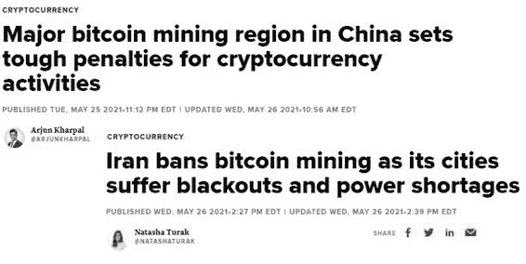 CRYPTOCURRENCY
Major bitcoin mining region in China sets
tough penalties for cryptocurrency
activities
PUBLISHED TUE, MAY 25 2021•11:12 PM EDT | UPDATED WED, MAY 26 2021•10:56 AM EDT
Arjun Kharpal
@ARJUNKHARPAL
CRYPTOCURRENCY
Iran bans bitcoin mining as its cities
suffer blackouts and power shortages
PUBLISHED WED, MAY 26 2021•2:27 PM EDT | UPDATED WED, MAY 26 2021•2:39 PM EDT
Natasha Turak
@NATASHATURAK
SHARE